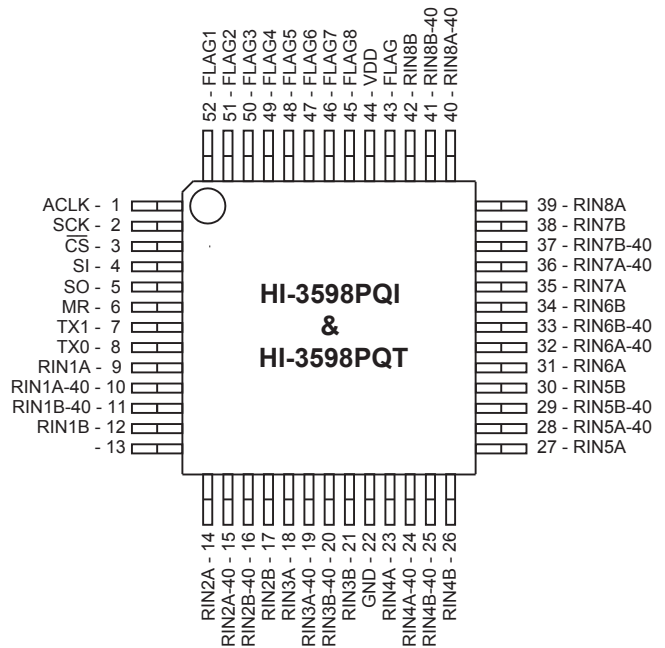 52 - FLAG1
51 - FLAG2
50 - FLAG3
49 - FLAG4
48 - FLAG5
47 - FLAG6
46 - FLAG7
45 - FLAG8
44 - VDD
43 - FLAG
42 - RIN8B
41 - RIN8B-40
40 - RIN8A-40
ACLK - 1
SCK - 2
CS - 3
SI - 4
SO - 5
MR - 6
TX1 - 7
TX0 - 8
RIN1A - 9
RIN1A-40 - 10
RIN1B-40 - 11
RIN1B - 12
- 13
HI-3598PQI
&
HI-3598PQT
39 - RIN8A
38 - RIN7B
37 - RIN7B-40
36 - RIN7A-40
35 - RIN7A
34 - RIN6B
33 - RIN6B-40
32 - RIN6A-40
31 - RIN6A
30 - RIN5B
29 - RIN5B-40
28 - RIN5A-40
27 - RIN5A
RIN2A - 14
RIN2A-40 - 15
RIN2B-40 - 16
RIN2B - 17
RIN3A - 18
RIN3A-40 - 19
RIN3B-40 - 20
RIN3B - 21
GND - 22
RIN4A - 23
RIN4A-40 - 24
RIN4B-40 - 25
RIN4B - 26